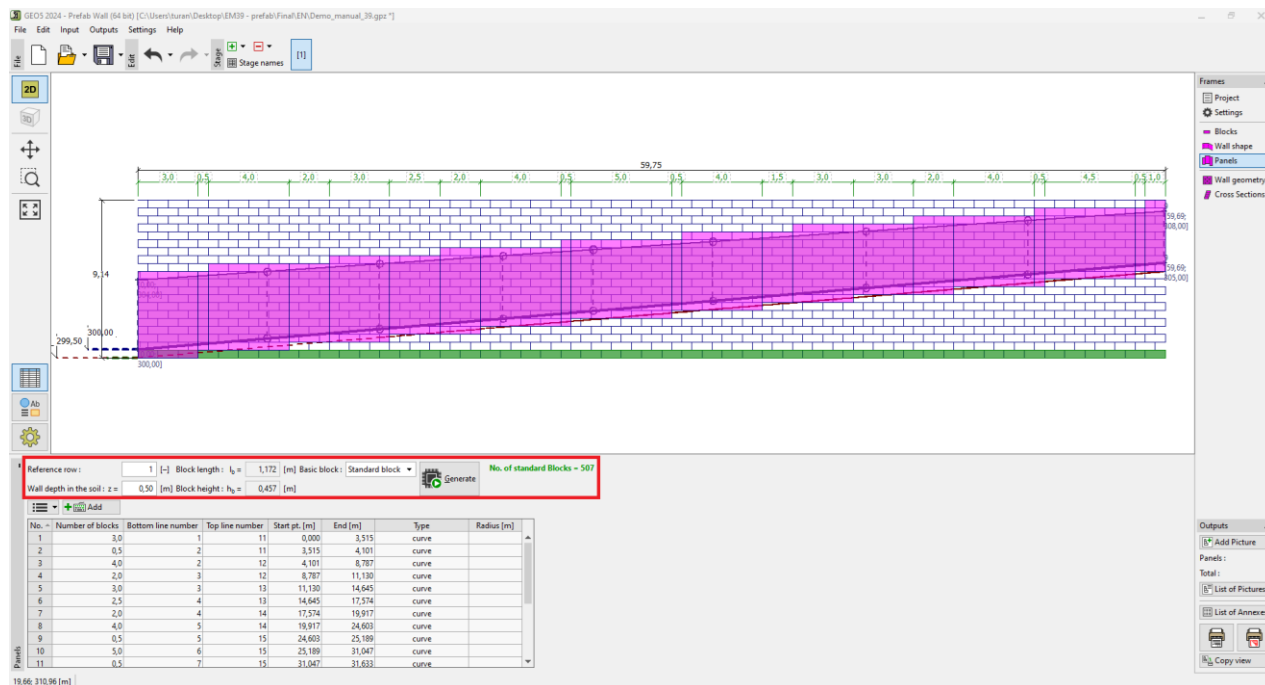 GEO5 2024 - Prefab Wall (64 bit) [C:\Users\turan\Desktop\EM39 - prefab\Final\EN\Demo_manual_39.gpz *]
File Edit Input Outputs Settings Help
File
Edit
Stage
Stage names
[1]
2D
3D
Frames
Project
Settings
Blocks
Wall shape
Panels
Wall geometry
Cross Sections
59,75
3,0 0,5 4,0 2,0 3,0 2,5 2,0 4,0 0,5 5,0 0,5 4,0 1,5 3,0 3,0 2,0 4,0 0,5 4,5 0,5 1,0
59,69;
308,00]
9,14
59,69;
305,00]
300,00
299,50
300,00]
Ab
Reference row : 1 [–] Block length : lb = 1,172 [m] Basic block : Standard block Generate No. of standard Blocks = 507
Wall depth in the soil : z = 0,50 [m] Block height : hb = 0,457 [m]
Add
No. Number of blocks Bottom line number Top line number Start pt. [m] End [m] Type Radius [m]
1 3,0 1 11 0,000 3,515 curve
2 0,5 2 11 3,515 4,101 curve
3 4,0 2 12 4,101 8,787 curve
4 2,0 3 12 8,787 11,130 curve
5 3,0 3 13 11,130 14,645 curve
6 2,5 4 13 14,645 17,574 curve
7 2,0 4 14 17,574 19,917 curve
8 4,0 5 14 19,917 24,603 curve
9 0,5 5 15 24,603 25,189 curve
10 5,0 6 15 25,189 31,047 curve
11 0,5 7 15 31,047 31,633 curve
Panels
Outputs
Add Picture
Panels :
Total :
List of Pictures
List of Annexe
Copy view
19,66; 310,96 [m]